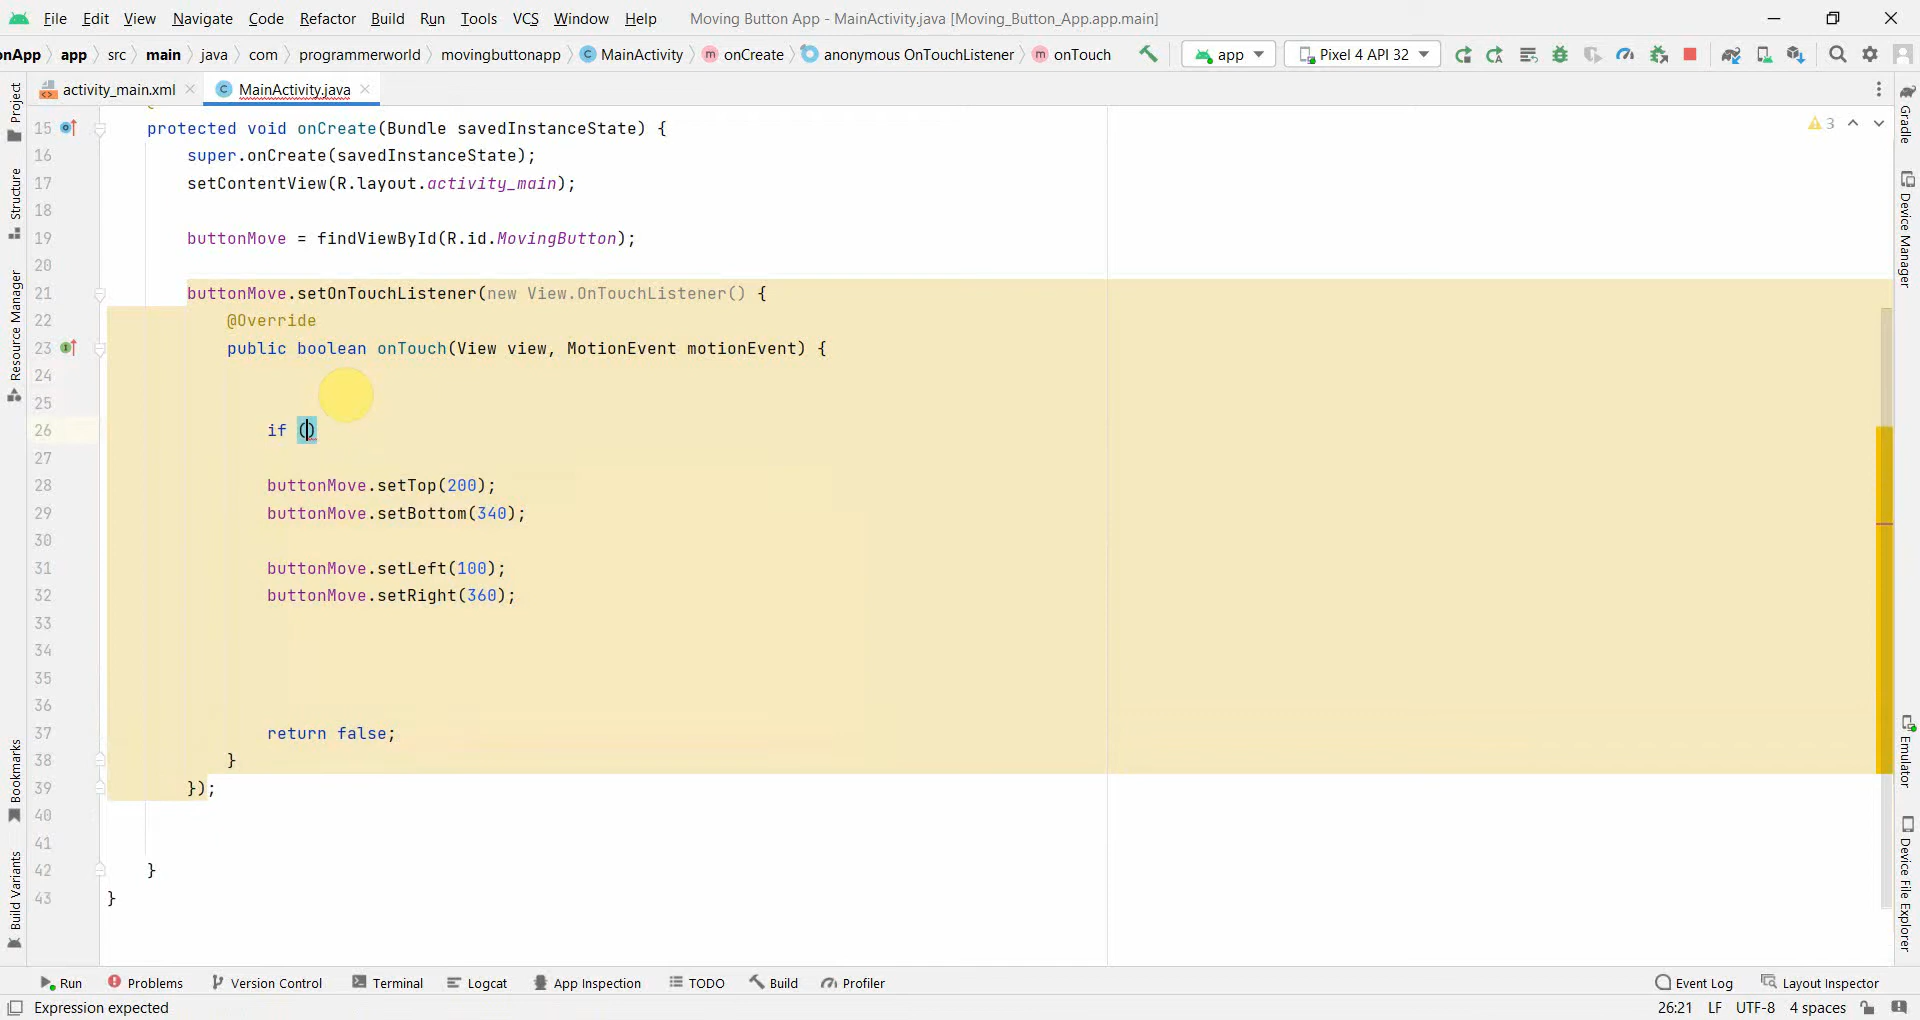 File Edit View Navigate Code Refactor Build Run Tools VCS Window Help Moving Button App - MainActivity.java [Moving_Button_App.app.main]
onApp app src main java com programmerworld movingbuttonapp MainActivity onCreate anonymous OnTouchListener onTouch app Pixel 4 API 32
activity_main.xml MainActivity.java
Project
Structure
Resource Manager
Bookmarks
Build Variants
3
15 protected void onCreate(Bundle savedInstanceState) {
16 super.onCreate(savedInstanceState);
17 setContentView(R.layout.activity_main);
18
19 buttonMove = findViewById(R.id.MovingButton);
20
21 buttonMove.setOnTouchListener(new View.OnTouchListener() {
22 @Override
23 public boolean onTouch(View view, MotionEvent motionEvent) {
24
25
26 if ()
27
28 buttonMove.setTop(200);
29 buttonMove.setBottom(340);
30
31 buttonMove.setLeft(100);
32 buttonMove.setRight(360);
33
34
35
36
37 return false;
38 }
39 });
40
41
42 }
43 }
Gradle
Device Manager
Emulator
Device File Explorer
Run Problems Version Control Terminal Logcat App Inspection TODO Build Profiler Event Log Layout Inspector
Expression expected 26:21 LF UTF-8 4 spaces